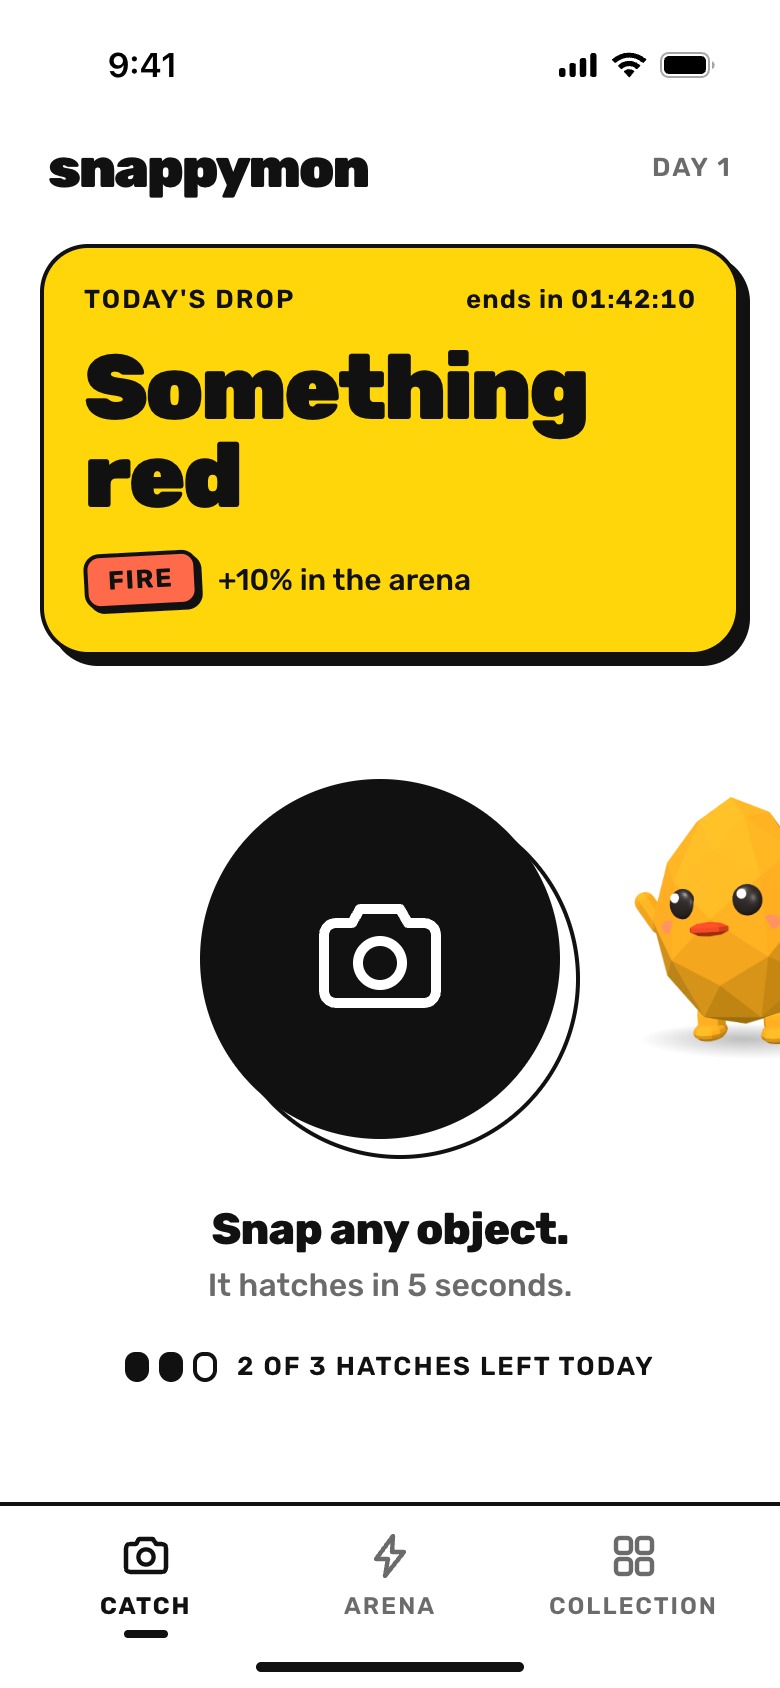 9:41
snappymon
DAY 1
TODAY'S DROP
ends in 01:42:10
Something
red
FIRE
+10% in the arena
Snap any object.
It hatches in 5 seconds.
2 OF 3 HATCHES LEFT TODAY
CATCH
ARENA
COLLECTION